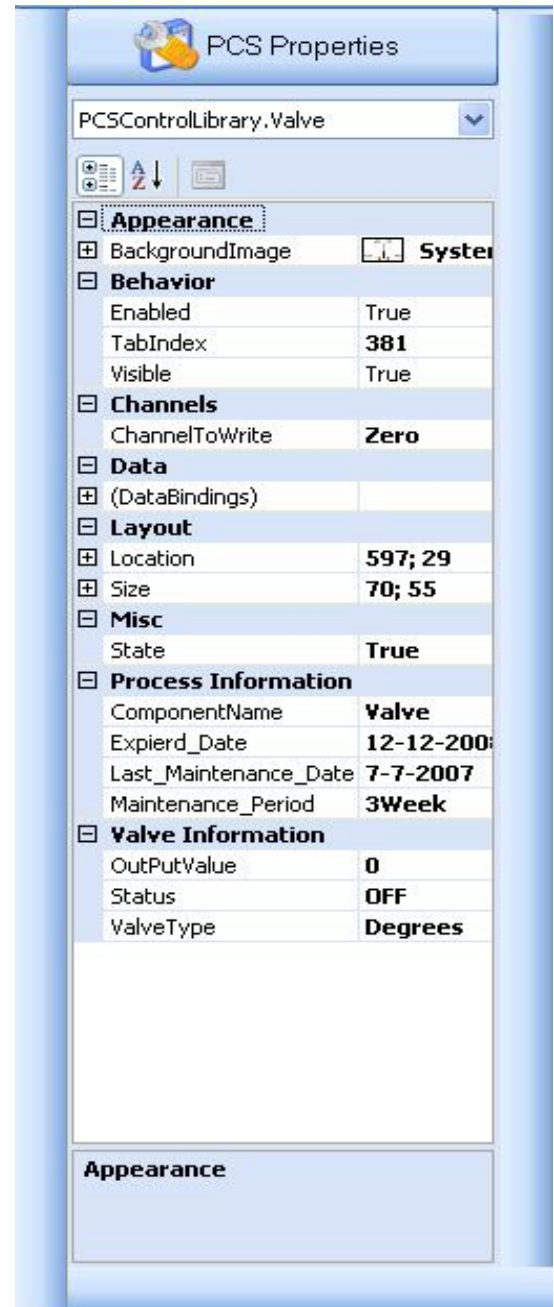 PCS Properties
PCSControlLibrary.Valve
Appearance
BackgroundImage
Behavior
Enabled True
TabIndex 381
Visible True
Channels
ChannelToWrite Zero
Data
(DataBindings)
Layout
Location 597; 29
Size 70; 55
Misc
State True
Process Information
ComponentName Valve
Expierd_Date
Last_Maintenance_Date 7-7-2007
Maintenance_Period 3Week
Valve Information
OutPutValue 0
Status OFF
ValveType Degrees
Appearance